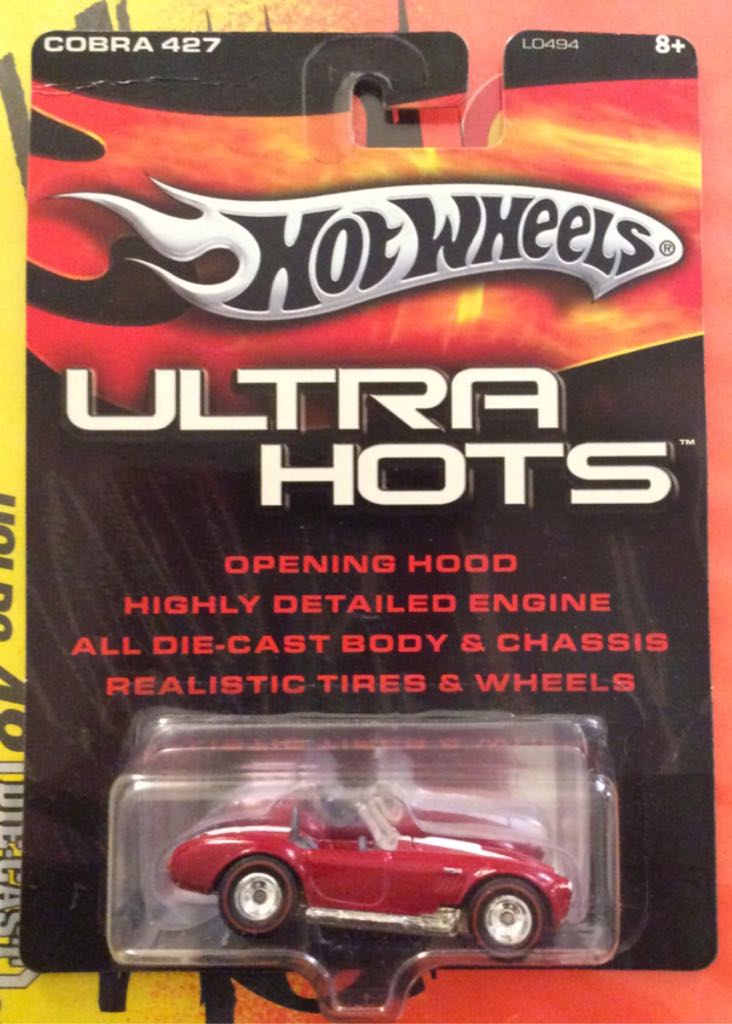 COBRA 427
L0494
8+
HOT WHEELS®
ULTRA
HOTS™
OPENING HOOD
HIGHLY DETAILED ENGINE
ALL DIE-CAST BODY & CHASSIS
REALISTIC TIRES & WHEELS